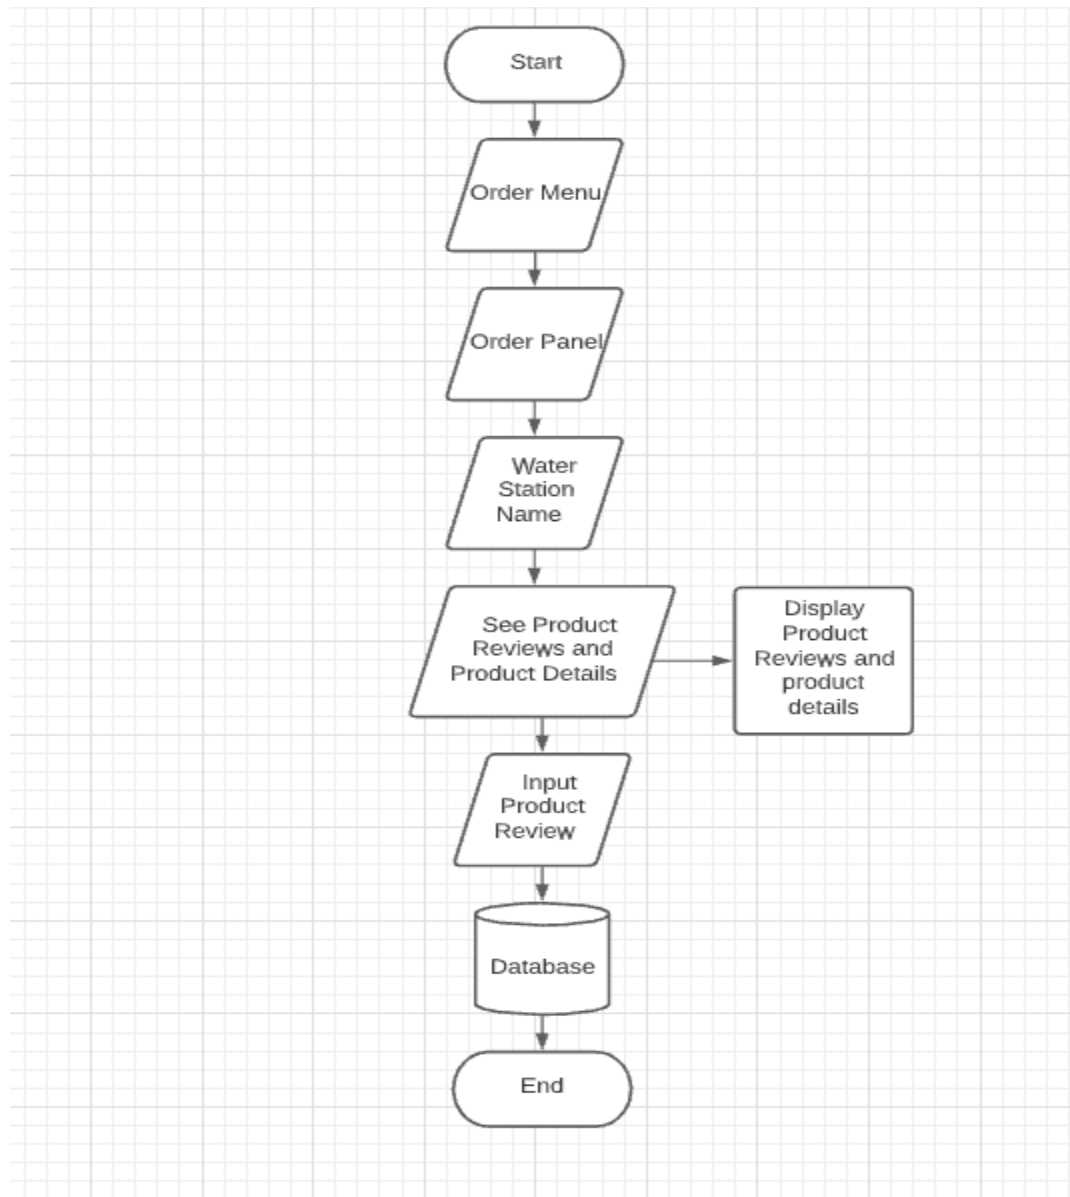 Start
Order Menu
Order Panel
Water
Station
Name
See Product
Reviews and
Product Details
Display
Product
Reviews and
product
details
Input
Product
Review
Database
End